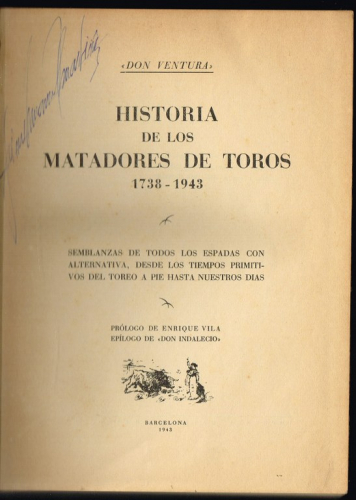 «DON VENTURA»
HISTORIA
DE LOS
MATADORES DE TOROS
1738 - 1943
SEMBLANZAS DE TODOS LOS ESPADAS CON
ALTERNATIVA, DESDE LOS TIEMPOS PRIMITI-
VOS DEL TOREO A PIE HASTA NUESTROS DIAS
PRÓLOGO DE ENRIQUE VILA
EPÍLOGO DE «DON INDALECIO»
BARCELONA
1943